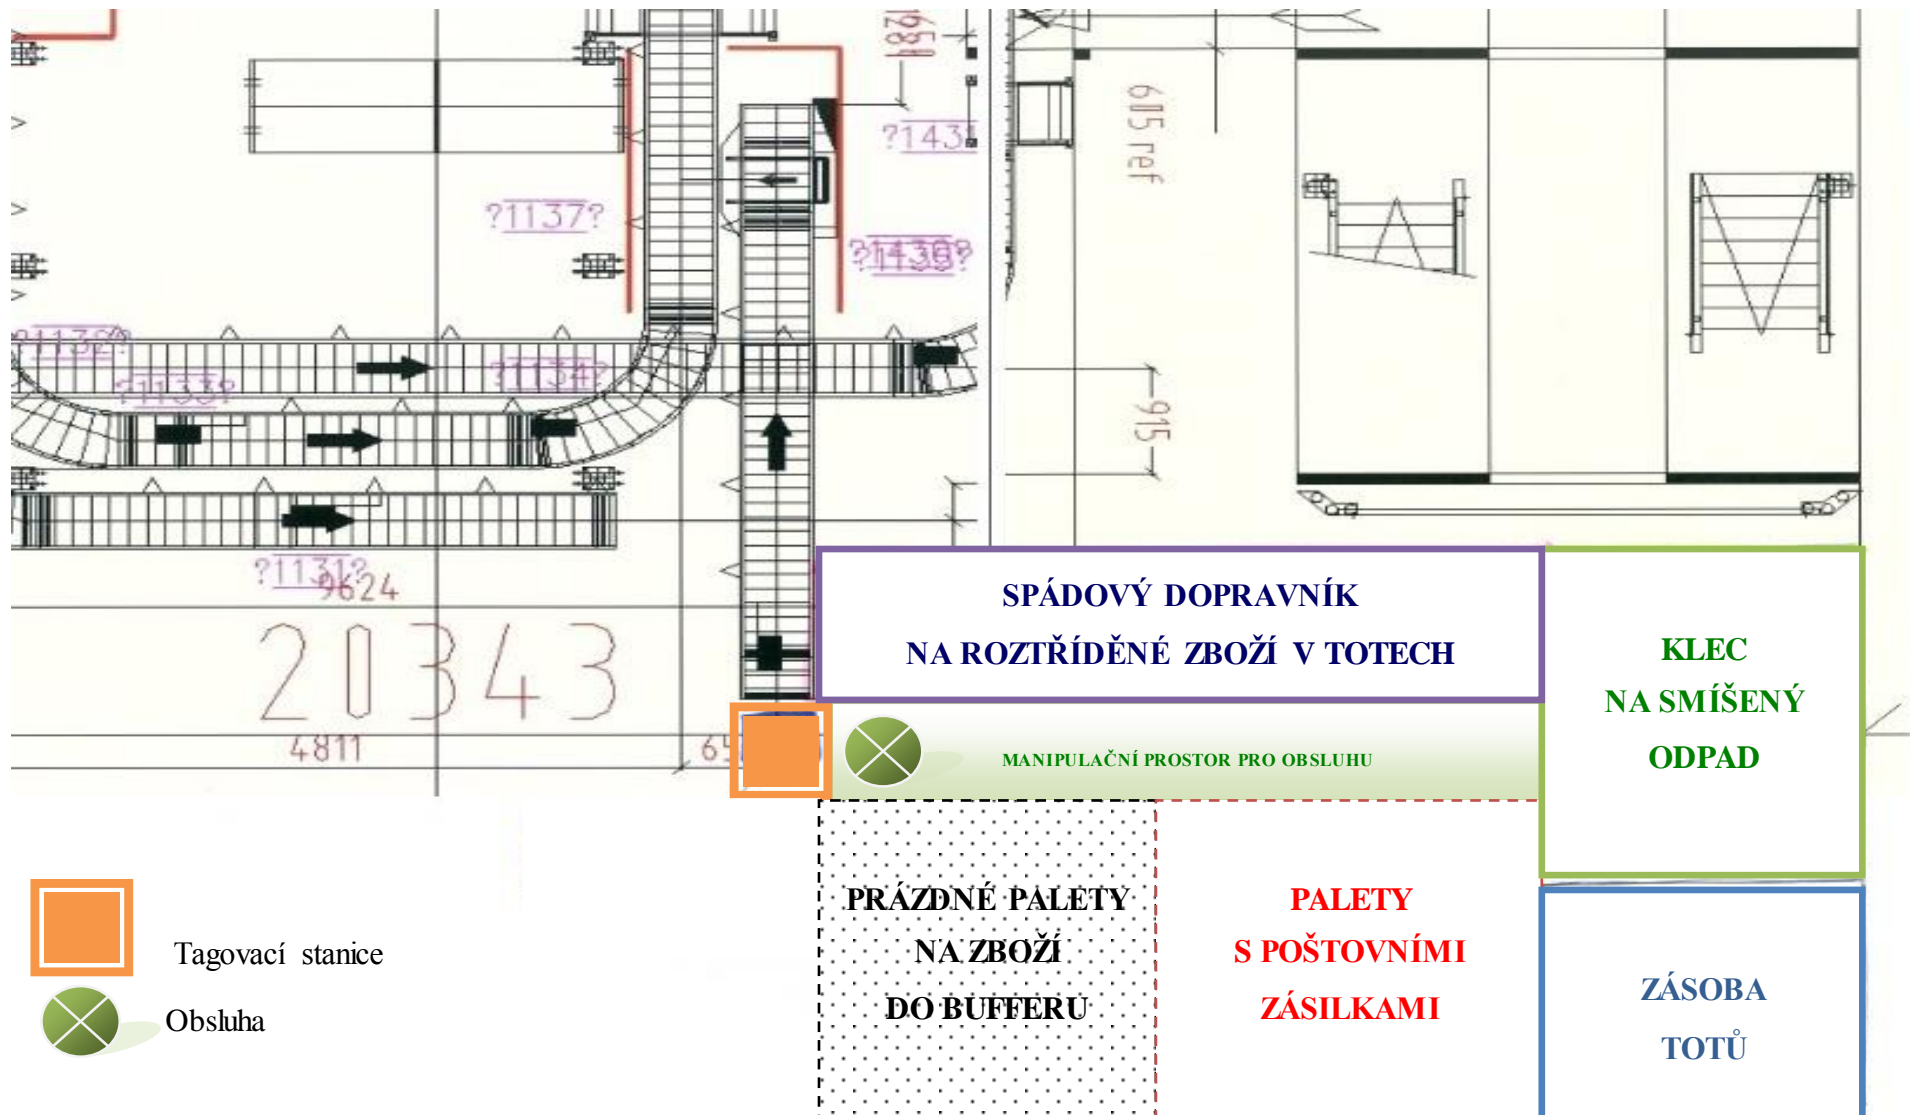 ?1137?
?1143
605 ref
?1132?
?1133?
?1134?
915
?1131?
9624
20343
4811
SPÁDOVÝ DOPRAVNÍK
NA ROZTŘÍDĚNÉ ZBOŽÍ V TOTECH
KLEC
NA SMÍŠENÝ
ODPAD
MANIPULAČNÍ PROSTOR PRO OBSLUHU
PRÁZDNÉ PALETY
NA ZBOŽÍ
DO BUFFERU
PALETY
S POŠTOVNÍMI
ZÁSILKAMI
ZÁSOBA
TOTŮ
Tagovací stanice
Obsluha